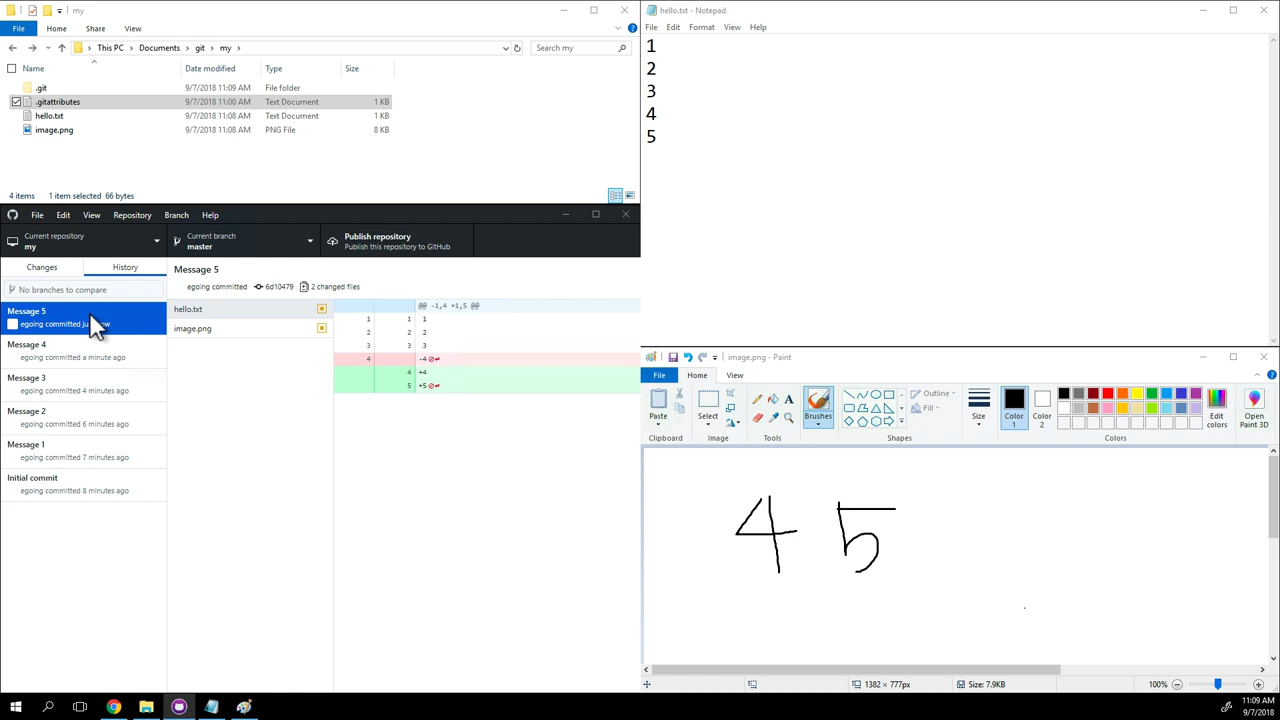 my
File Home Share View
This PC Documents git my
Search my
Name Date modified Type Size
.git 9/7/2018 11:09 AM File folder
.gitattributes 9/7/2018 11:00 AM Text Document 1 KB
hello.txt 9/7/2018 11:08 AM Text Document 1 KB
image.png 9/7/2018 11:08 AM PNG File 8 KB
4 items 1 item selected 66 bytes
File Edit View Repository Branch Help
Current repository
my
Current branch
master
Publish repository
Publish this repository to GitHub
Changes History
No branches to compare
Message 5
egoing committed
Message 4
egoing committed a minute ago
Message 3
egoing committed 4 minutes ago
Message 2
egoing committed 6 minutes ago
Message 1
egoing committed 7 minutes ago
Initial commit
egoing committed 8 minutes ago
Message 5
egoing committed 6d10479 2 changed files
hello.txt
image.png
@@ -1,4 +1,5 @@
1 1 1
2 2 2
3 3 3
4 -4
4 +4
5 +5
hello.txt - Notepad
File Edit Format View Help
1
2
3
4
5
image.png - Paint
File Home View
Paste
Clipboard
Select
Image
Tools
Brushes
Outline
Fill
Shapes
Size
Color 1
Color 2
Edit colors
Colors
Open Paint 3D
4 5
1382 × 777px Size: 7.9KB 100%
11:09 AM
9/7/2018